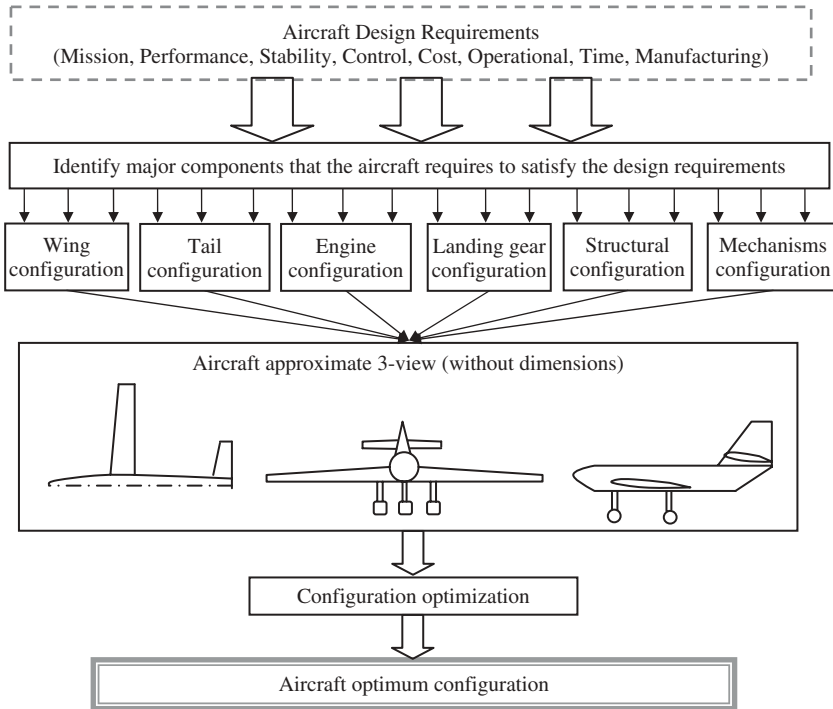 Aircraft Design Requirements
(Mission, Performance, Stability, Control, Cost, Operational, Time, Manufacturing)
Identify major components that the aircraft requires to satisfy the design requirements
Wing
configuration
Tail
configuration
Engine
configuration
Landing gear
configuration
Structural
configuration
Mechanisms
configuration
Aircraft approximate 3-view (without dimensions)
Configuration optimization
Aircraft optimum configuration